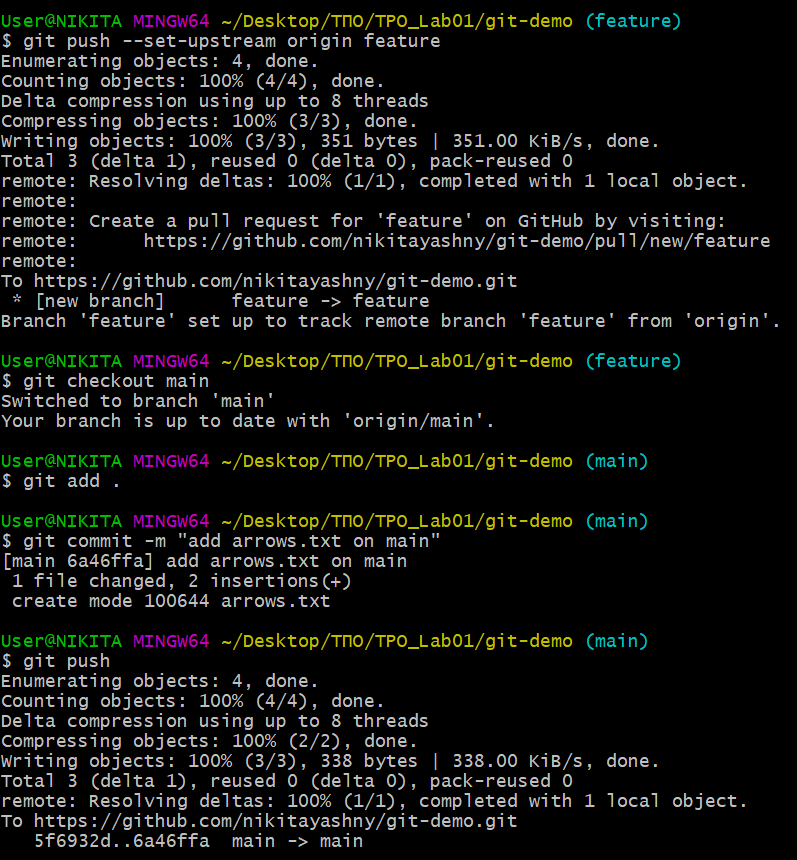 User@NIKITA MINGW64 ~/Desktop/ТПО/TPO_Lab01/git-demo (feature)
$ git push --set-upstream origin feature
Enumerating objects: 4, done.
Counting objects: 100% (4/4), done.
Delta compression using up to 8 threads
Compressing objects: 100% (3/3), done.
Writing objects: 100% (3/3), 351 bytes | 351.00 KiB/s, done.
Total 3 (delta 1), reused 0 (delta 0), pack-reused 0
remote: Resolving deltas: 100% (1/1), completed with 1 local object.
remote:
remote: Create a pull request for 'feature' on GitHub by visiting:
remote:      https://github.com/nikitayashny/git-demo/pull/new/feature
remote:
To https://github.com/nikitayashny/git-demo.git
 * [new branch]      feature -> feature
Branch 'feature' set up to track remote branch 'feature' from 'origin'.
User@NIKITA MINGW64 ~/Desktop/ТПО/TPO_Lab01/git-demo (feature)
$ git checkout main
Switched to branch 'main'
Your branch is up to date with 'origin/main'.
User@NIKITA MINGW64 ~/Desktop/ТПО/TPO_Lab01/git-demo (main)
$ git add .
User@NIKITA MINGW64 ~/Desktop/ТПО/TPO_Lab01/git-demo (main)
$ git commit -m "add arrows.txt on main"
[main 6a46ffa] add arrows.txt on main
 1 file changed, 2 insertions(+)
 create mode 100644 arrows.txt
User@NIKITA MINGW64 ~/Desktop/ТПО/TPO_Lab01/git-demo (main)
$ git push
Enumerating objects: 4, done.
Counting objects: 100% (4/4), done.
Delta compression using up to 8 threads
Compressing objects: 100% (2/2), done.
Writing objects: 100% (3/3), 338 bytes | 338.00 KiB/s, done.
Total 3 (delta 1), reused 0 (delta 0), pack-reused 0
remote: Resolving deltas: 100% (1/1), completed with 1 local object.
To https://github.com/nikitayashny/git-demo.git
   5f6932d..6a46ffa  main -> main